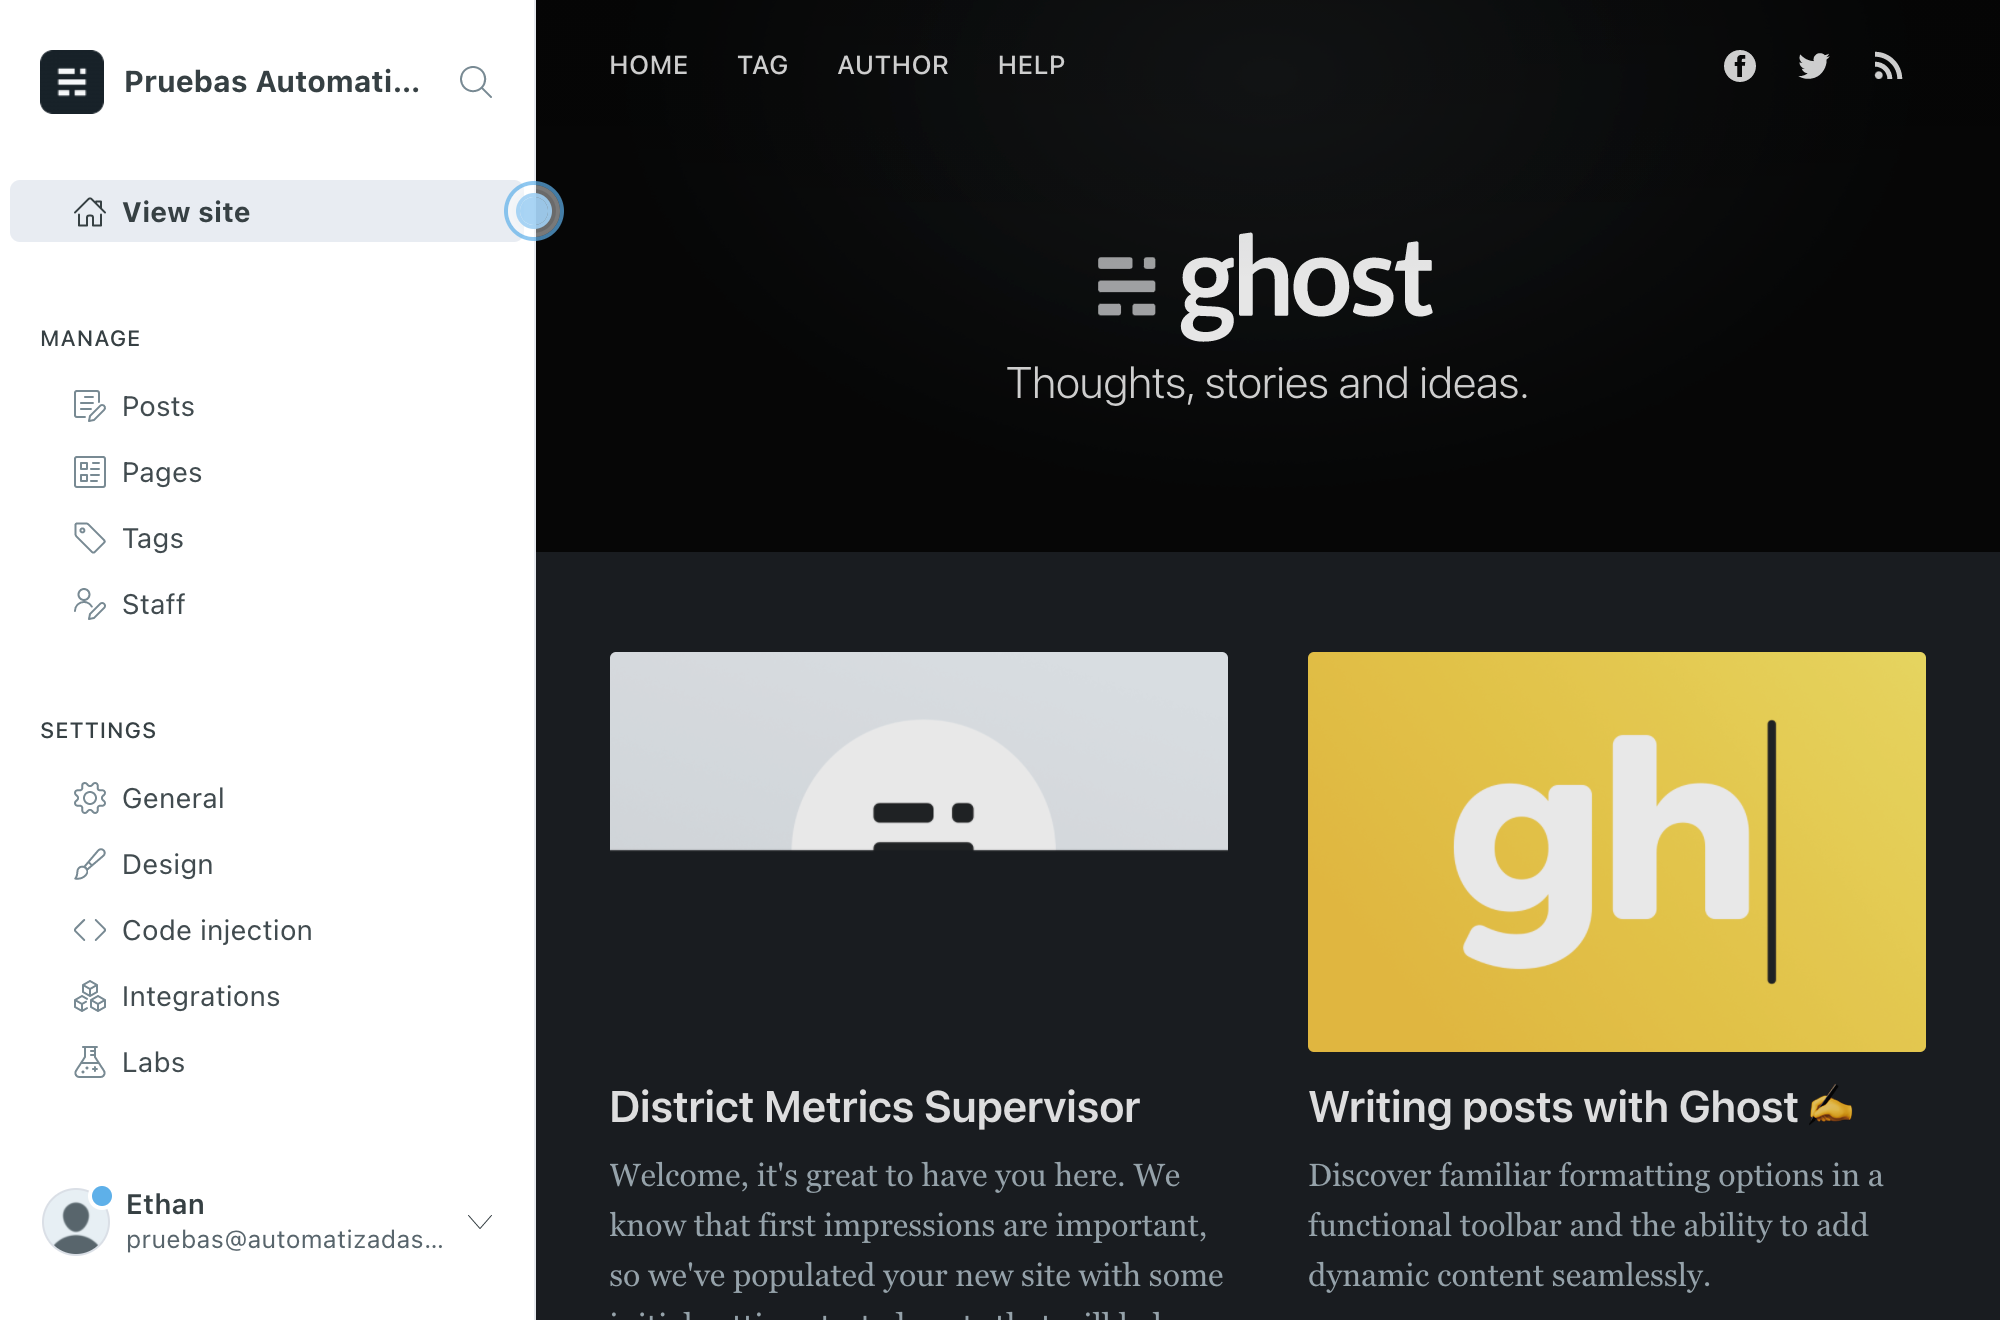 Pruebas Automati...
View site
MANAGE
Posts
Pages
Tags
Staff
SETTINGS
General
Design
Code injection
Integrations
Labs
Ethan
pruebas@automatizadas...
HOME TAG AUTHOR HELP
ghost
Thoughts, stories and ideas.
District Metrics Supervisor
Welcome, it's great to have you here. We
know that first impressions are important,
so we've populated your new site with some
gh
Writing posts with Ghost ✍️
Discover familiar formatting options in a
functional toolbar and the ability to add
dynamic content seamlessly.